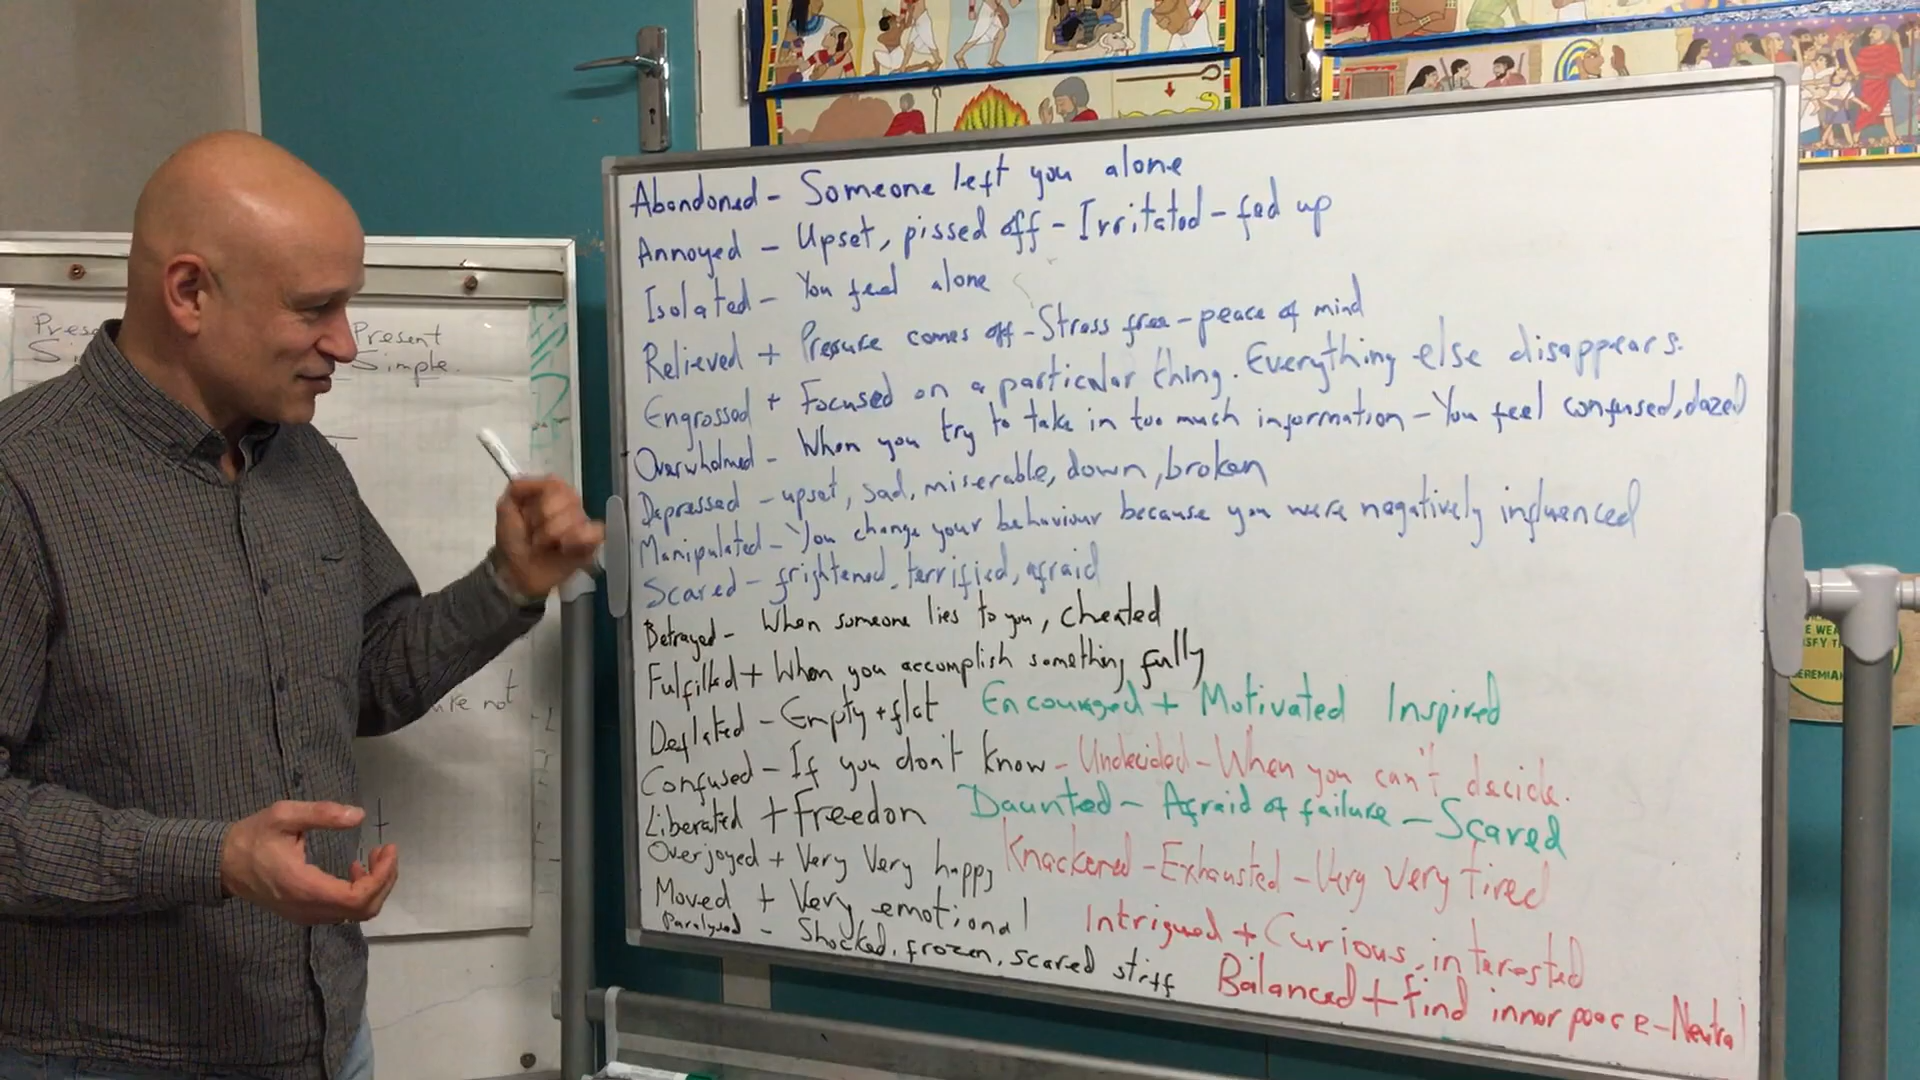 Abandoned - Someone left you alone
Annoyed - Upset, pissed off - Irritated - fed up
Isolated - You feel alone
Relieved + Pressure comes off - Stress free - peace of mind
Engrossed + Focused on a particular thing. Everything else disappears.
Overwhelmed - When you try to take in too much information - You feel confused, dazed
Depressed - upset, sad, miserable, down, broken
Manipulated - You change your behaviour because you were negatively influenced
Scared - frightened, terrified, afraid
Betrayed - When someone lies to you, cheated
Fulfilled + When you accomplish something fully
Deflated - Empty + flat Encouraged + Motivated Inspired
Confused - If you don't know - Undecided - When you can't decide.
Liberated + Freedon Daunted - Afraid of failure - Scared
Overjoyed + Very Very happy Knackered - Exhausted - Very very tired
Moved + Very emotional Intrigued + Curious, interested
Paralysed - Shocked, frozen, scared stiff Balanced + find inner peace - Neutral
Present
Simple.
not